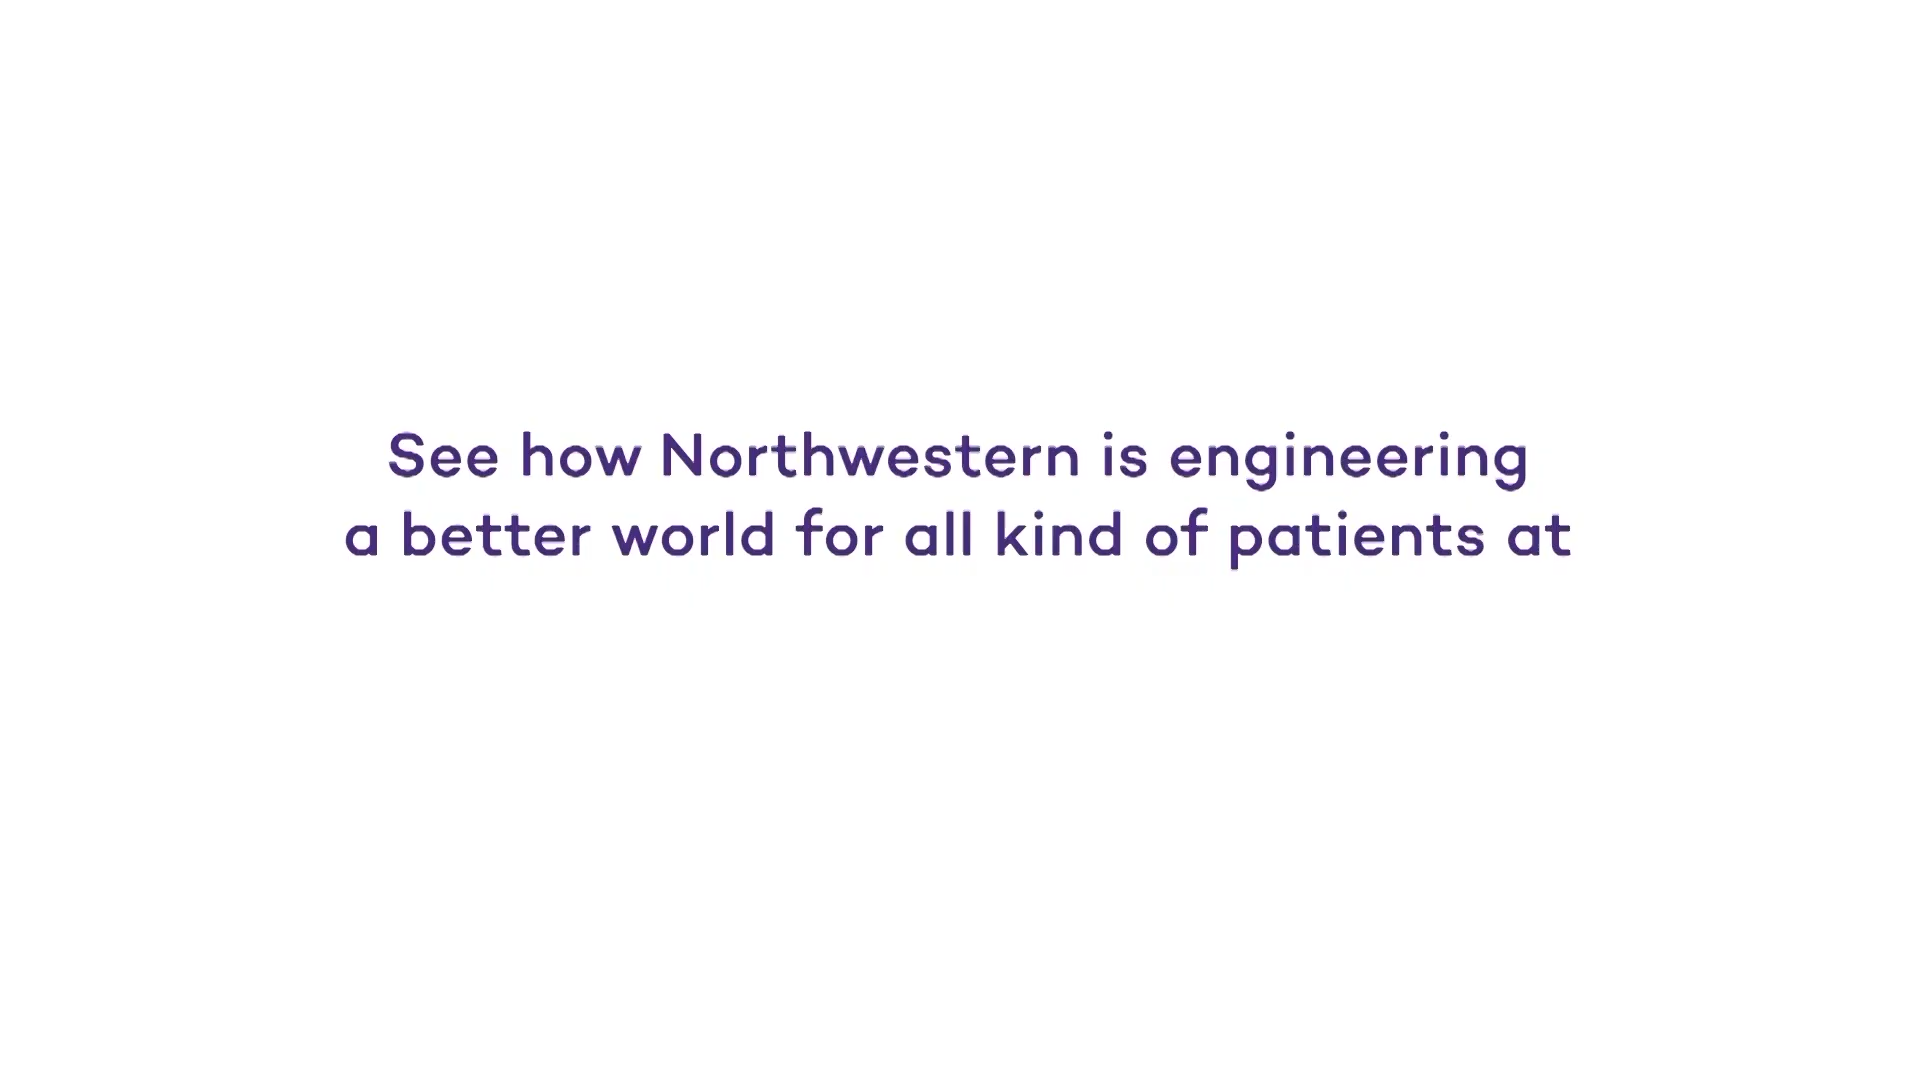 See how Northwestern is engineering
a better world for all kind of patients at